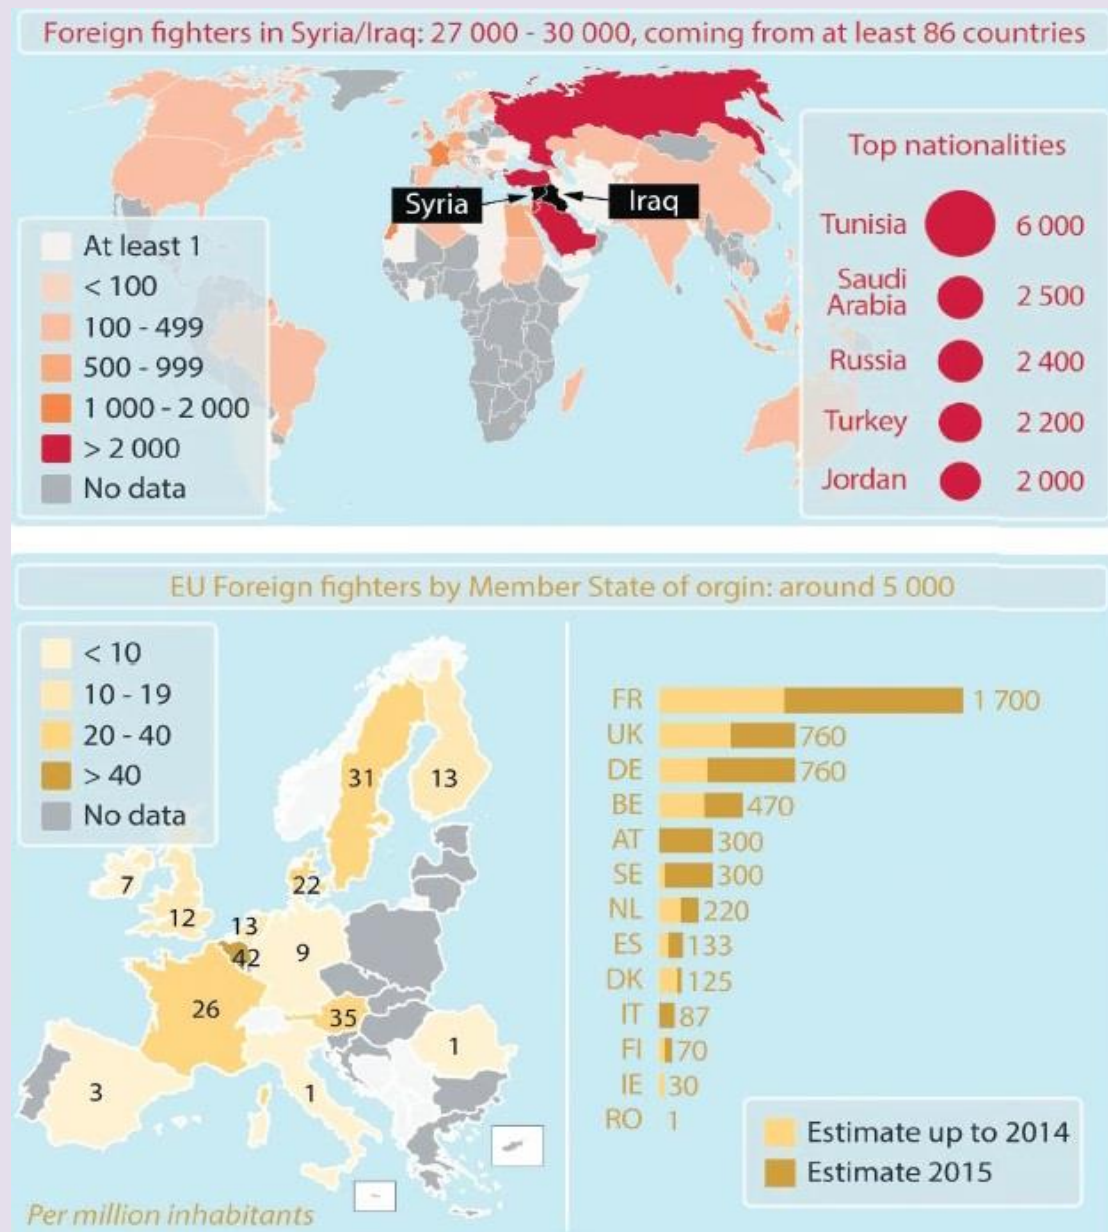 Foreign fighters in Syria/Iraq: 27 000 - 30 000, coming from at least 86 countries
Syria
Iraq
At least 1
< 100
100 - 499
500 - 999
1 000 - 2 000
> 2 000
No data
Top nationalities
Tunisia 6 000
Saudi
Arabia 2 500
Russia 2 400
Turkey 2 200
Jordan 2 000
EU Foreign fighters by Member State of orgin: around 5 000
< 10
10 - 19
20 - 40
> 40
No data
31
13
7
22
12
13
42
9
26
35
1
3
1
Per million inhabitants
FR 1 700
UK 760
DE 760
BE 470
AT 300
SE 300
NL 220
ES 133
DK 125
IT 87
FI 70
IE 30
RO 1
Estimate up to 2014
Estimate 2015